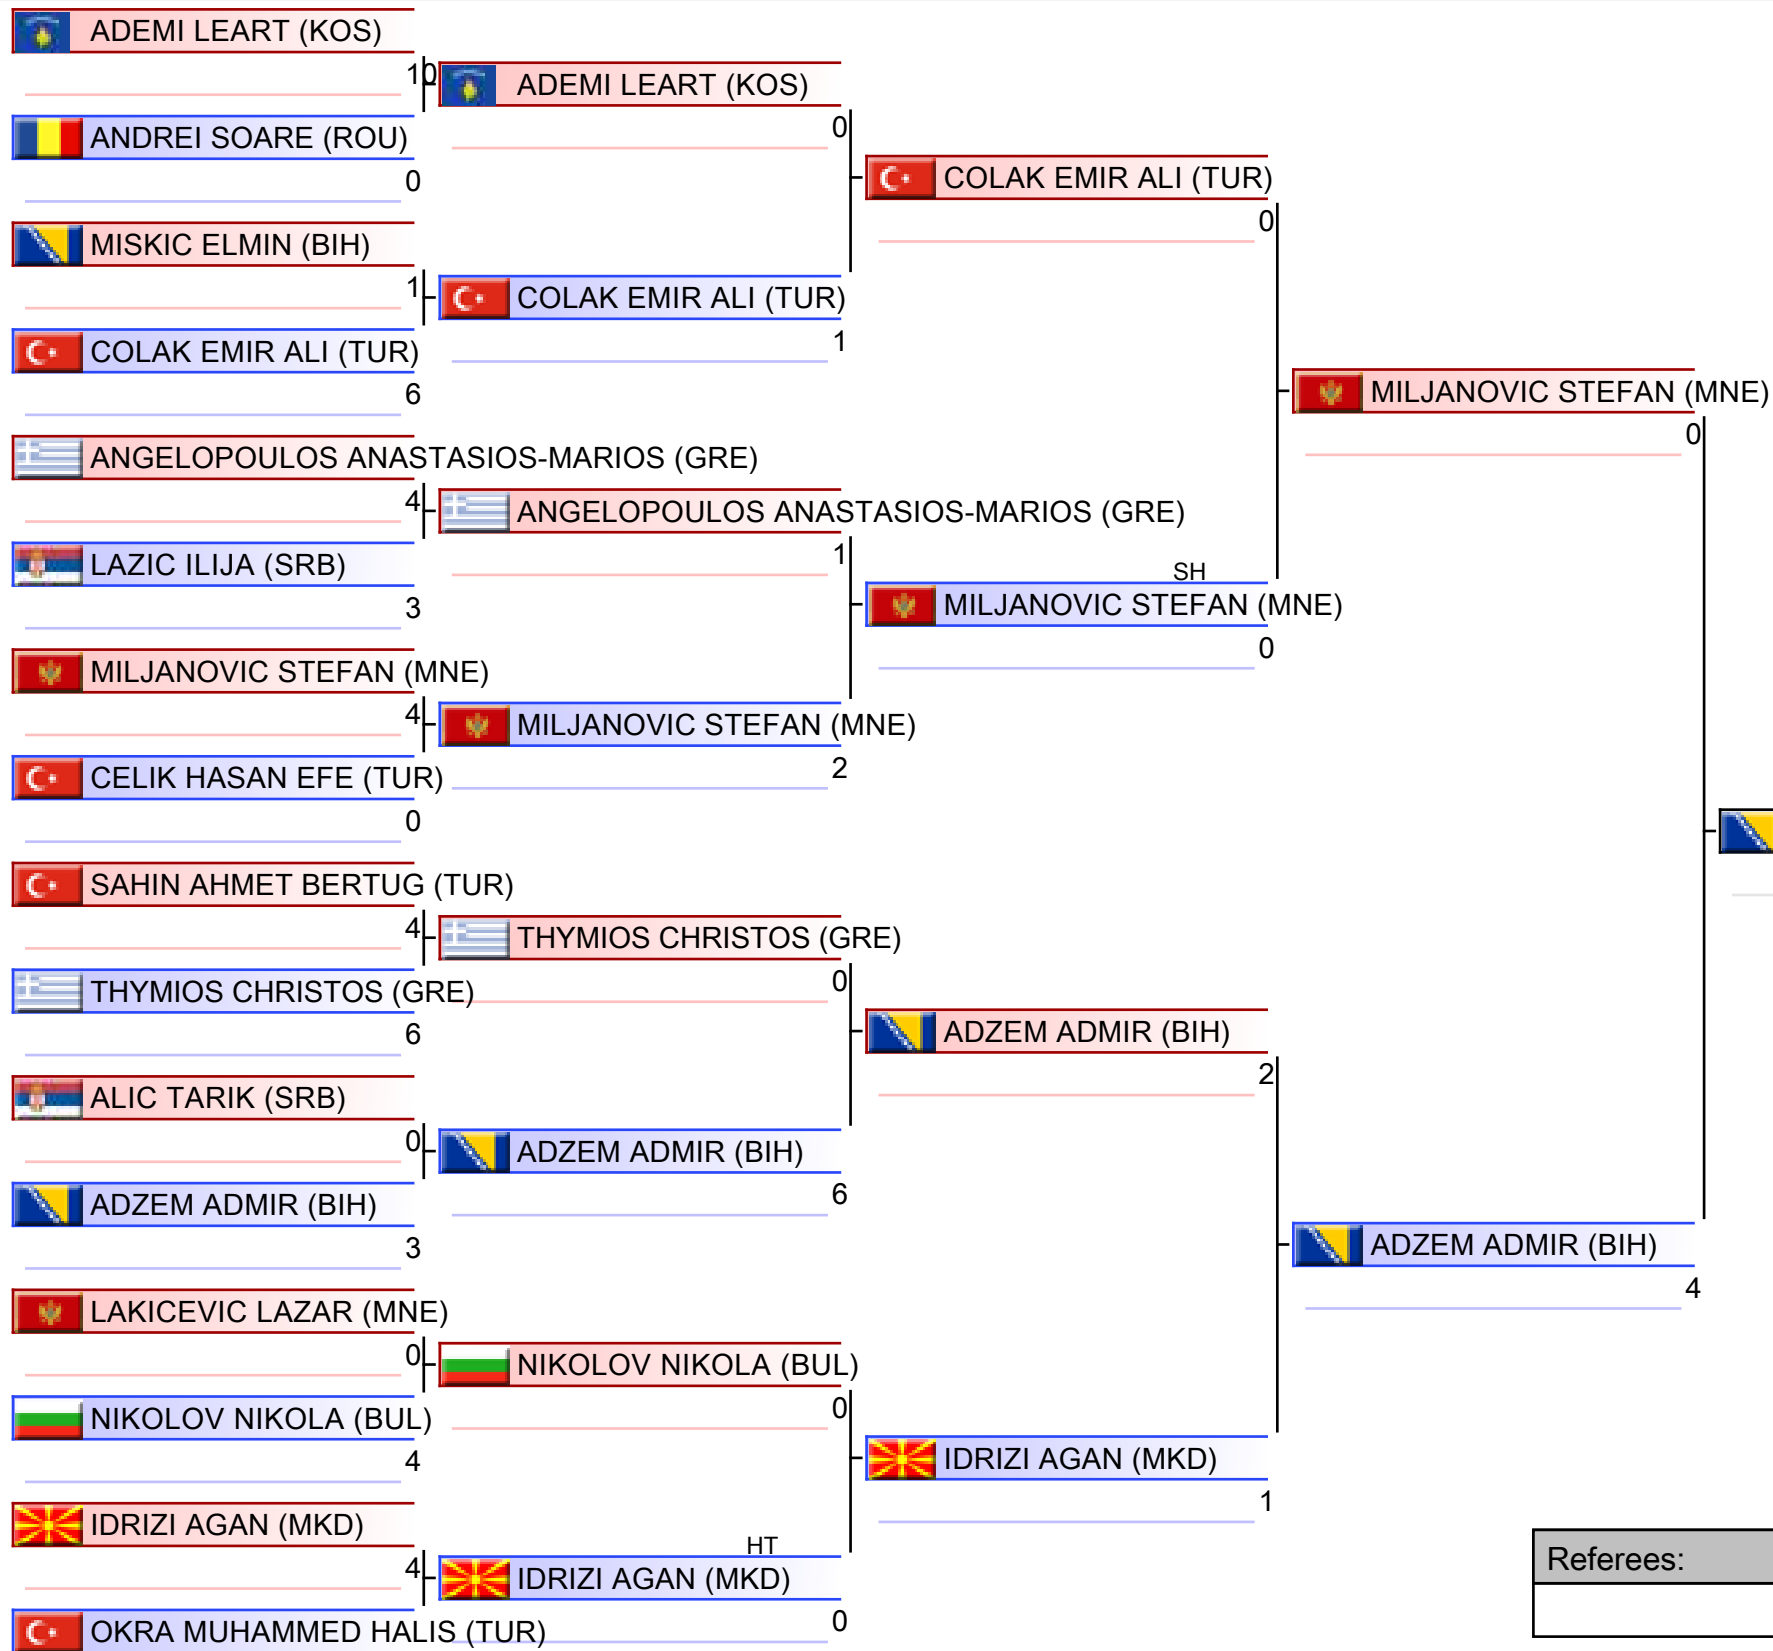 ADEMI LEART (KOS)
10
ANDREI SOARE (ROU)
0
MISKIC ELMIN (BIH)
1
COLAK EMIR ALI (TUR)
6
ANGELOPOULOS ANASTASIOS-MARIOS (GRE)
4
LAZIC ILIJA (SRB)
3
MILJANOVIC STEFAN (MNE)
4
CELIK HASAN EFE (TUR)
0
SAHIN AHMET BERTUG (TUR)
4
THYMIOS CHRISTOS (GRE)
6
ALIC TARIK (SRB)
0
ADZEM ADMIR (BIH)
3
LAKICEVIC LAZAR (MNE)
0
NIKOLOV NIKOLA (BUL)
4
IDRIZI AGAN (MKD)
4
OKRA MUHAMMED HALIS (TUR)
ADEMI LEART (KOS)
0
COLAK EMIR ALI (TUR)
1
ANGELOPOULOS ANASTASIOS-MARIOS (GRE)
1
MILJANOVIC STEFAN (MNE)
2
THYMIOS CHRISTOS (GRE)
0
ADZEM ADMIR (BIH)
6
NIKOLOV NIKOLA (BUL)
0
HT
IDRIZI AGAN (MKD)
0
COLAK EMIR ALI (TUR)
0
SH
MILJANOVIC STEFAN (MNE)
0
ADZEM ADMIR (BIH)
2
IDRIZI AGAN (MKD)
1
MILJANOVIC STEFAN (MNE)
0
ADZEM ADMIR (BIH)
4
Referees: